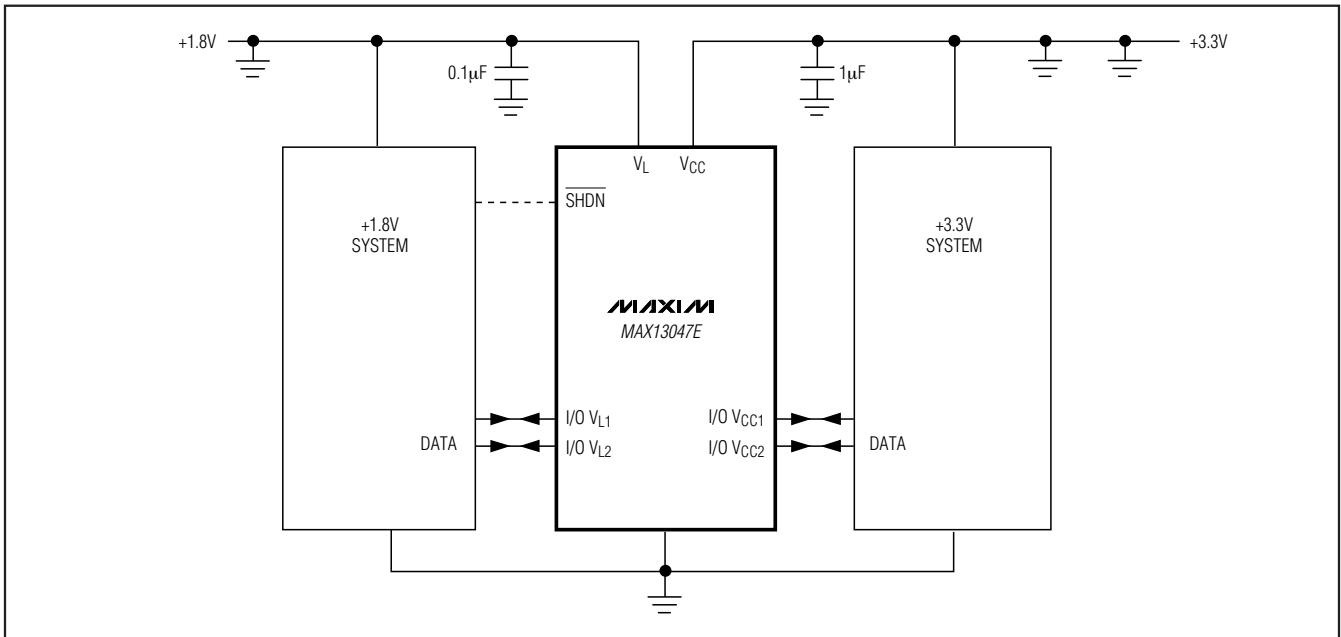 +1.8V
+3.3V
0.1µF
1µF
V_L
V_CC
S̅H̅D̅N̅
+1.8V
SYSTEM
+3.3V
SYSTEM
MAXIM
MAX13047E
I/O V_L1
I/O V_CC1
DATA
I/O V_L2
I/O V_CC2
DATA